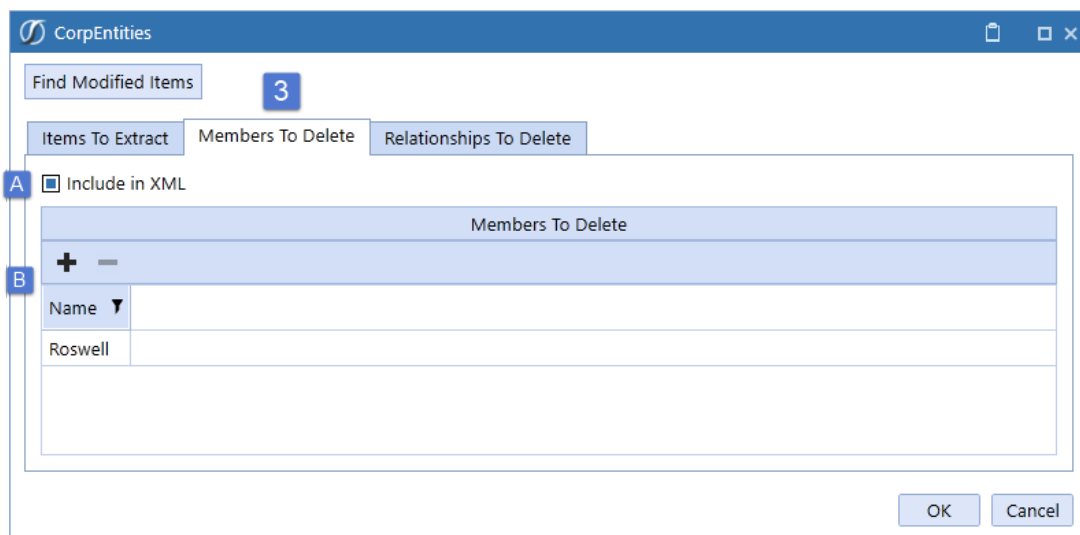 CorpEntities
Find Modified Items
3
Items To Extract Members To Delete Relationships To Delete
A Include in XML
Members To Delete
B
Name
Roswell
OK Cancel